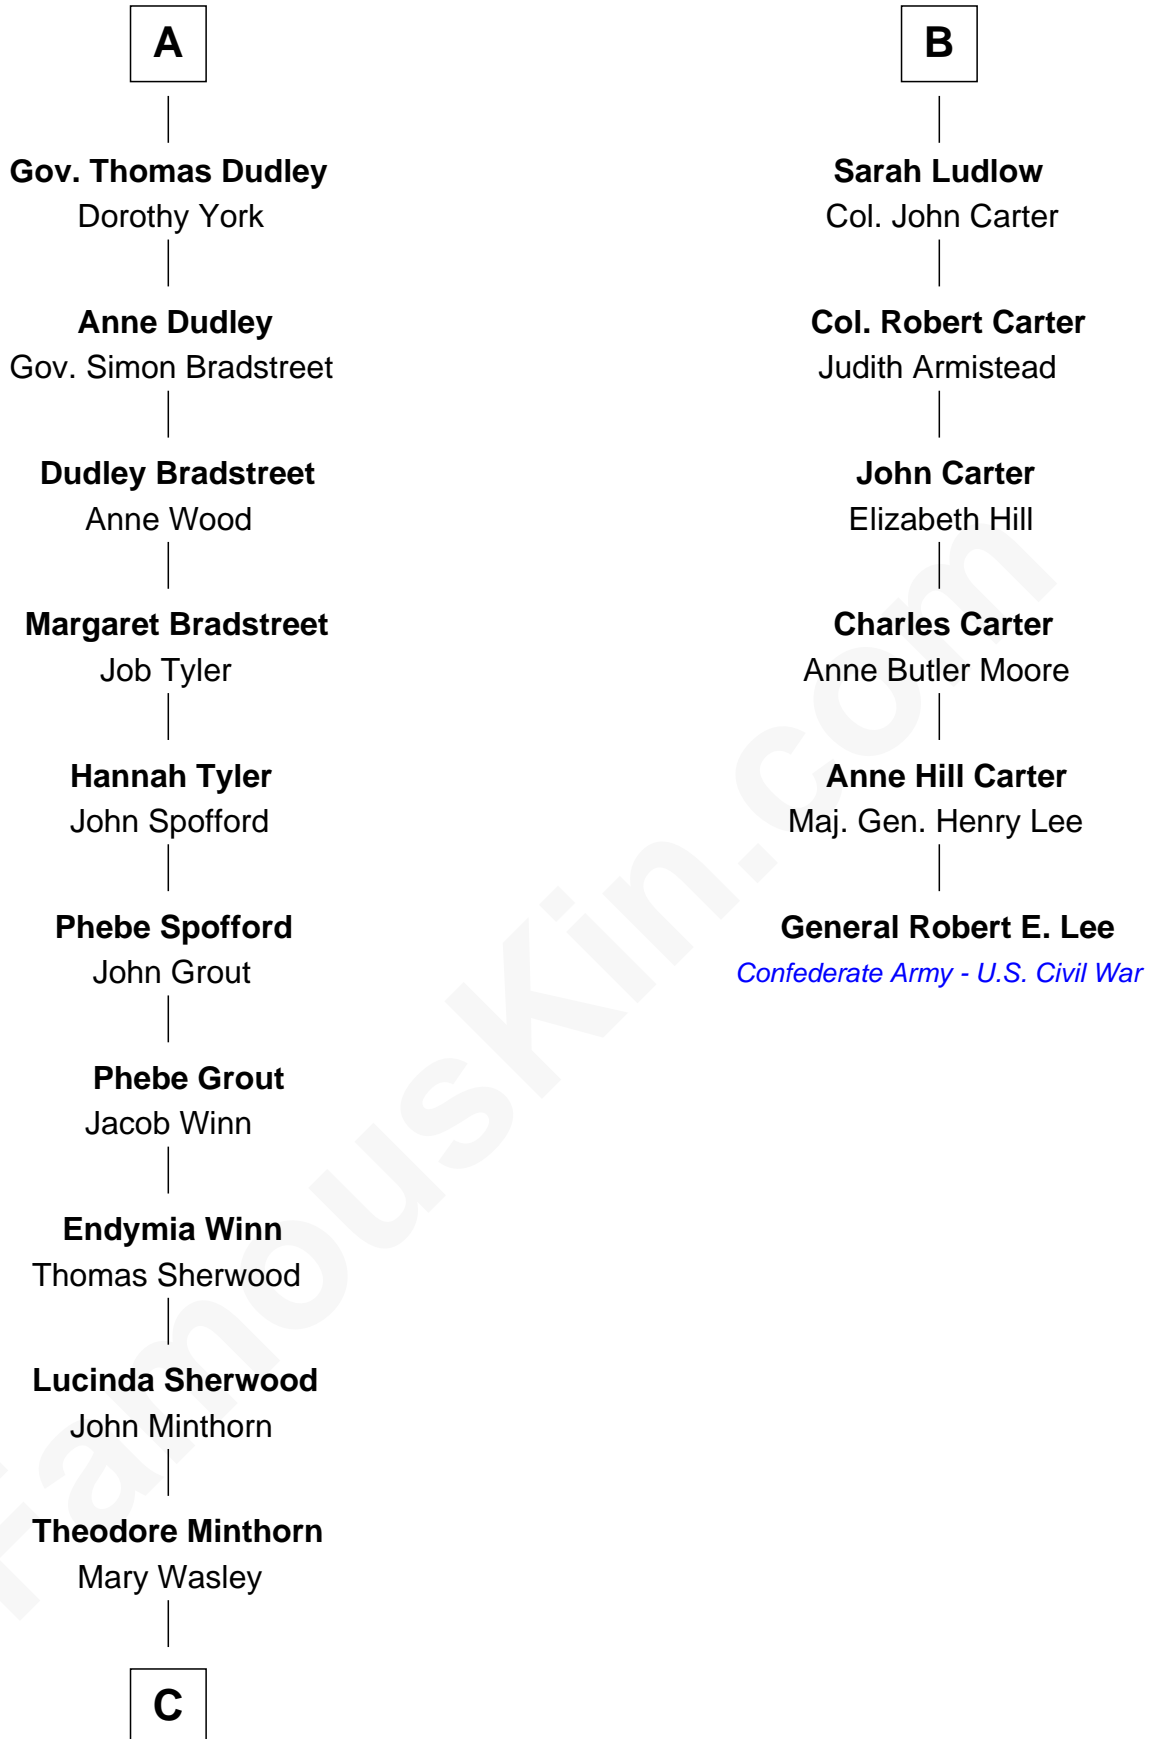 A
Gov. Thomas Dudley
Dorothy York
Anne Dudley
Gov. Simon Bradstreet
Dudley Bradstreet
Anne Wood
Margaret Bradstreet
Job Tyler
Hannah Tyler
John Spofford
Phebe Spofford
John Grout
Phebe Grout
Jacob Winn
Endymia Winn
Thomas Sherwood
Lucinda Sherwood
John Minthorn
Theodore Minthorn
Mary Wasley
C
B
Sarah Ludlow
Col. John Carter
Col. Robert Carter
Judith Armistead
John Carter
Elizabeth Hill
Charles Carter
Anne Butler Moore
Anne Hill Carter
Maj. Gen. Henry Lee
General Robert E. Lee
Confederate Army - U.S. Civil War
FamousKin.com